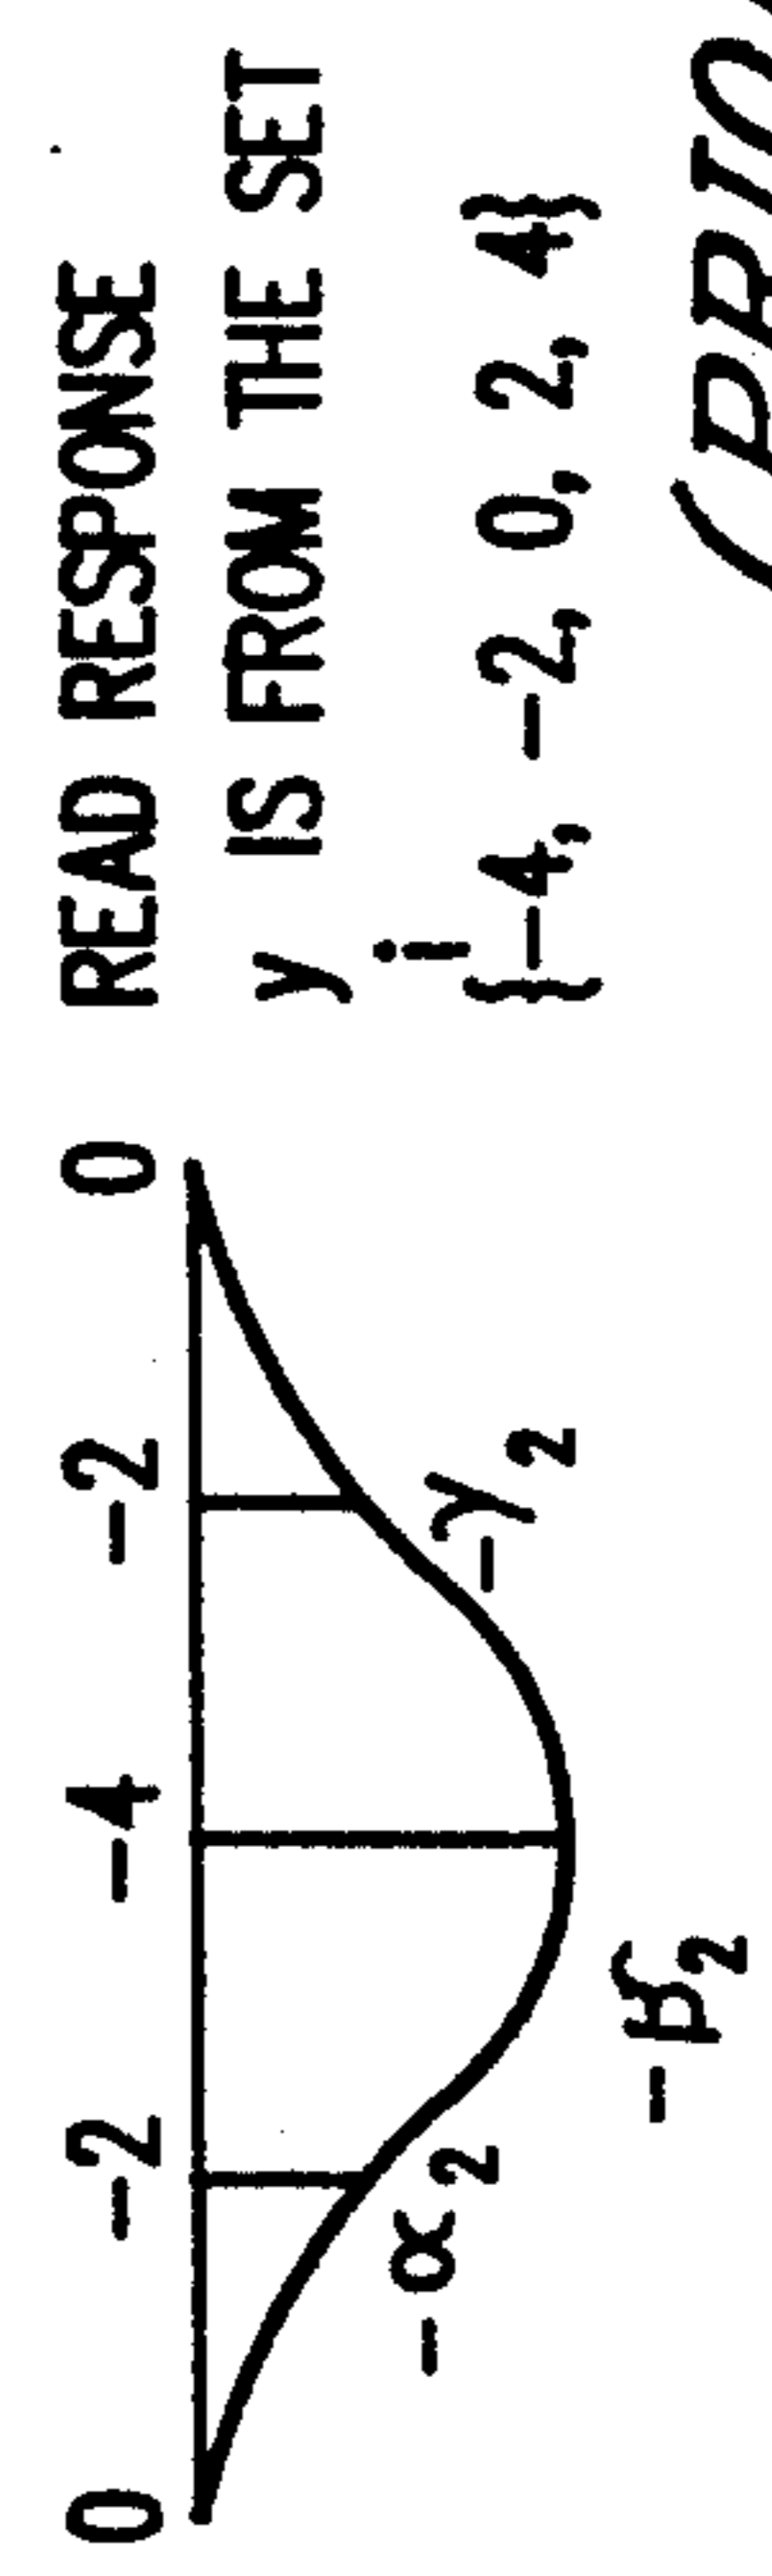 0 -2 -4 -2 0
-α2
-β2
-γ2
READ RESPONSE
yi IS FROM THE SET
{-4, -2, 0, 2, 4}